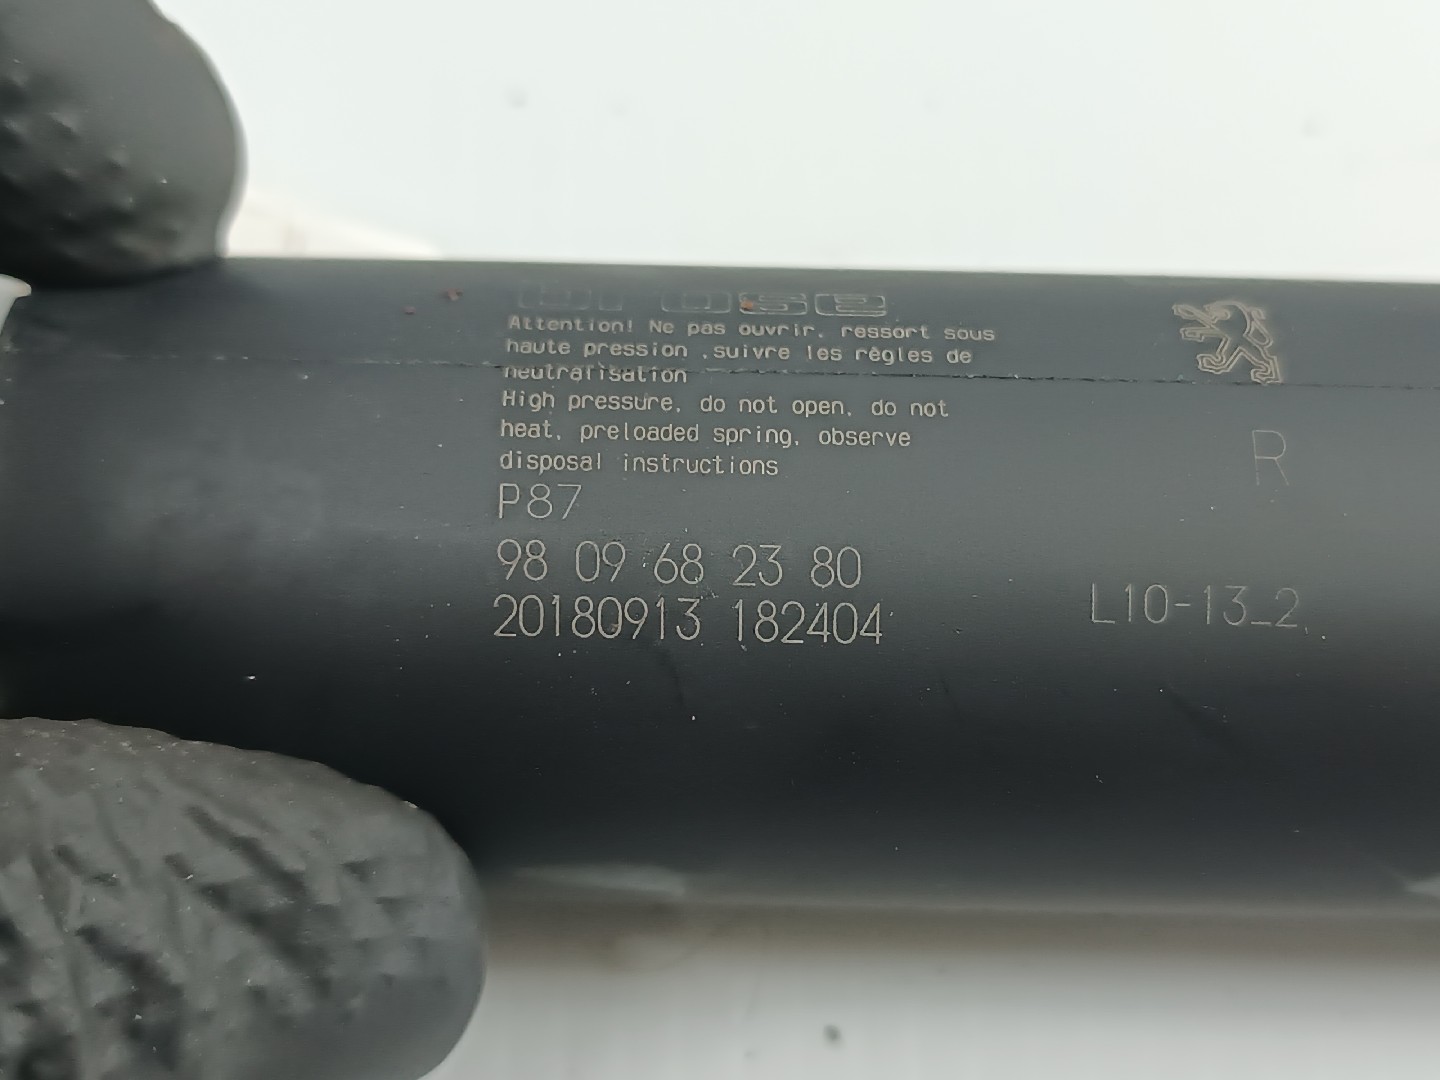 brose
Attention! Ne pas ouvrir. ressort sous
haute pression ,suivre les règles de
neutralisation
High pressure, do not open, do not
heat, preloaded spring, observe
disposal instructions
P87
98 09 68 23 80
20180913 182404
R
L10-13_2